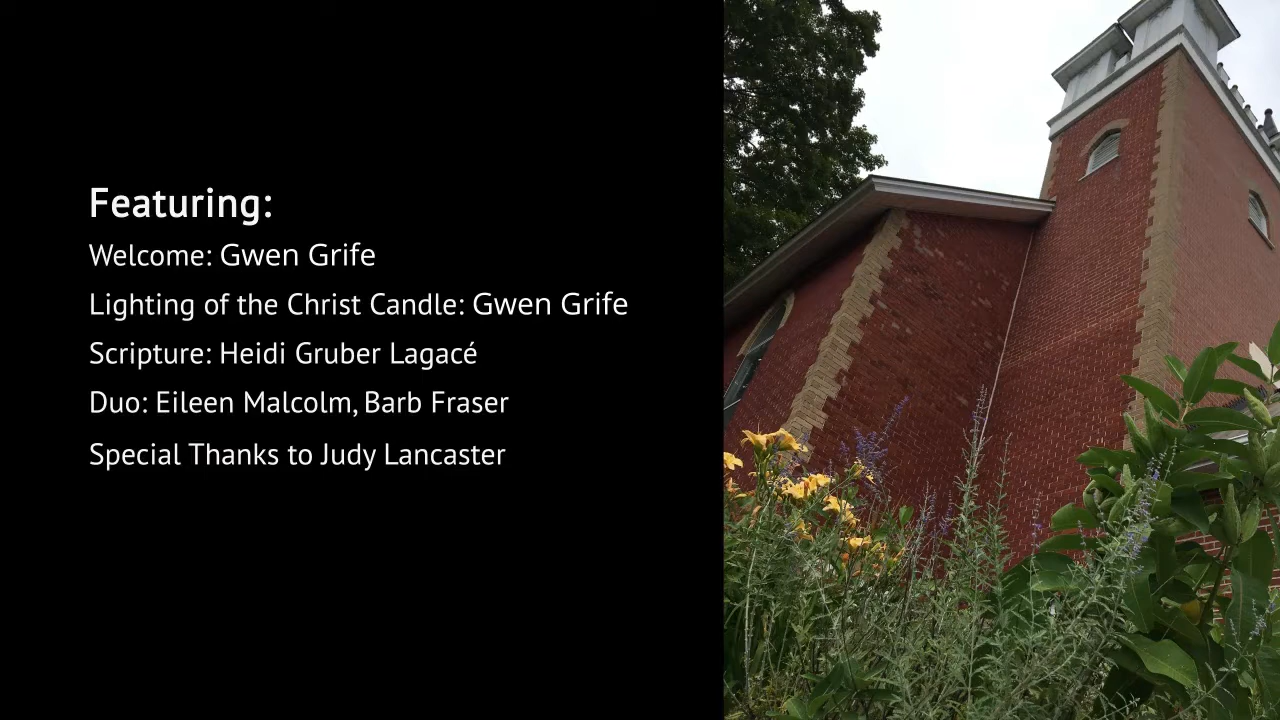 Featuring:
Welcome: Gwen Grife
Lighting of the Christ Candle: Gwen Grife
Scripture: Heidi Gruber Lagacé
Duo: Eileen Malcolm, Barb Fraser
Special Thanks to Judy Lancaster